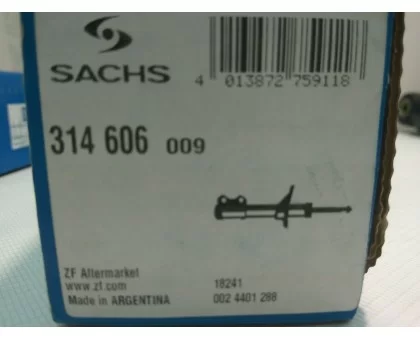 SACHS
4 013872 759118
314 606 009
ZF Aftermarket
www.zf.com
Made in ARGENTINA
18241
002 4401 288